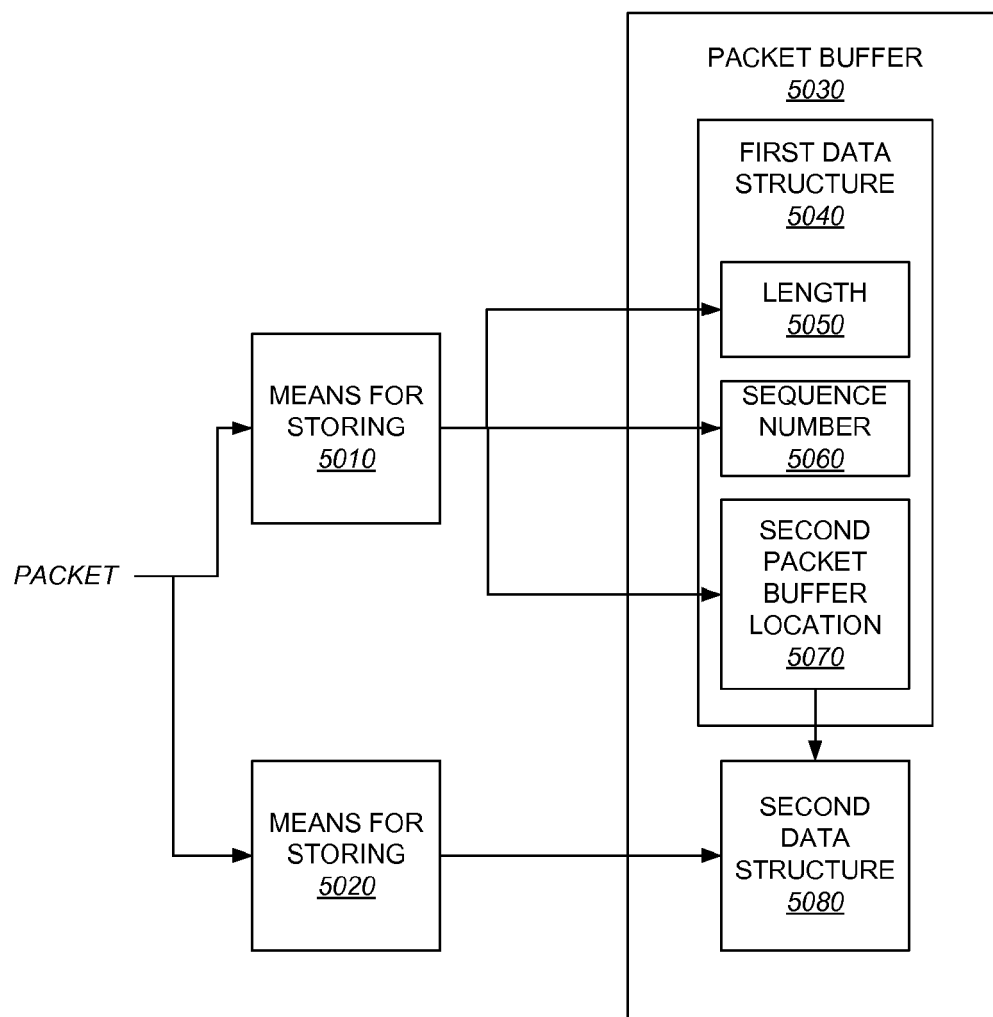 PACKET BUFFER
5030
FIRST DATA
STRUCTURE
5040
LENGTH
5050
MEANS FOR
STORING
5010
SEQUENCE
NUMBER
5060
SECOND
PACKET
BUFFER
LOCATION
5070
PACKET
MEANS FOR
STORING
5020
SECOND
DATA
STRUCTURE
5080